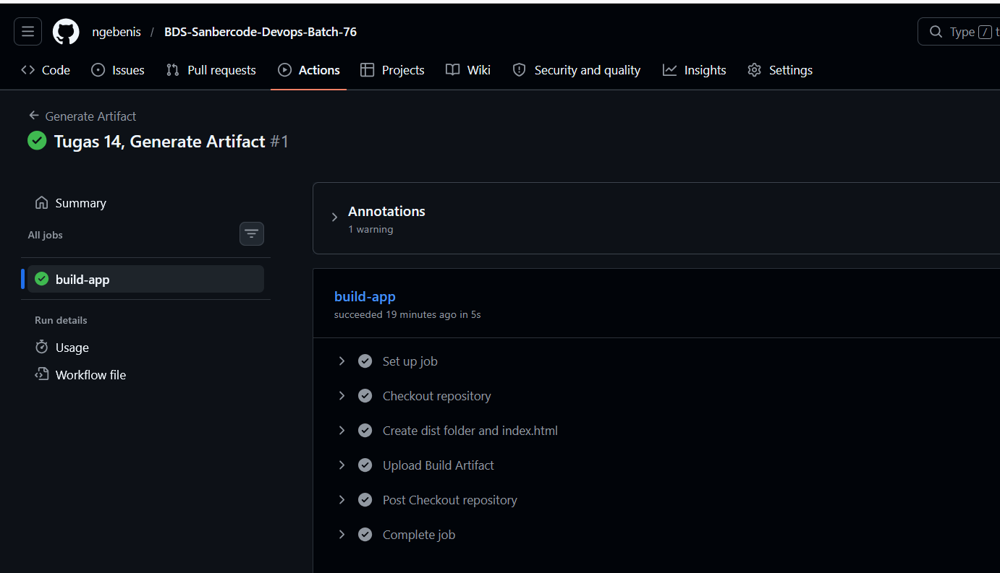 ngebenis / BDS-Sanbercode-Devops-Batch-76
Type / t
Code Issues Pull requests Actions Projects Wiki Security and quality Insights Settings
Generate Artifact
Tugas 14, Generate Artifact #1
Summary
All jobs
build-app
Run details
Usage
Workflow file
Annotations
1 warning
build-app
succeeded 19 minutes ago in 5s
Set up job
Checkout repository
Create dist folder and index.html
Upload Build Artifact
Post Checkout repository
Complete job